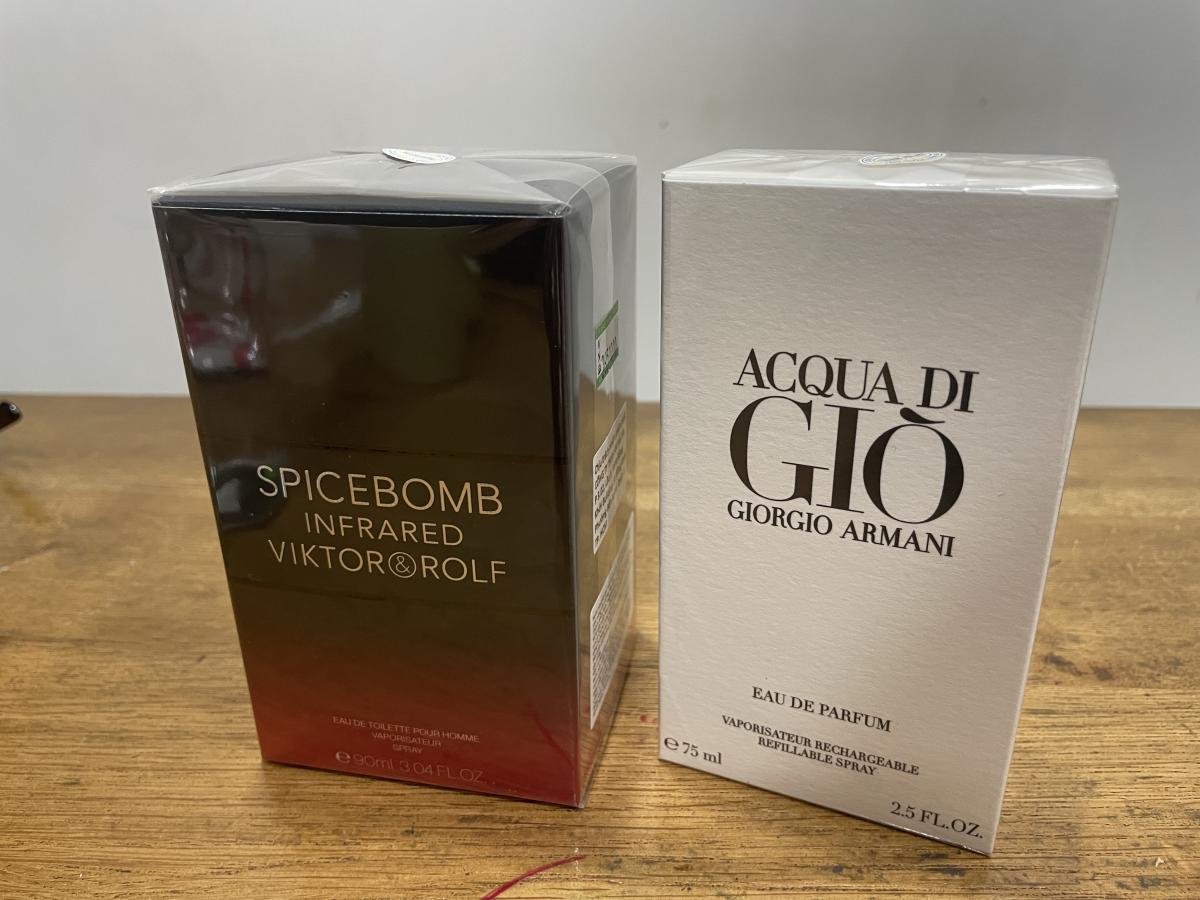 SPICEBOMB
INFRARED
VIKTOR&ROLF
EAU DE TOILETTE POUR HOMME
VAPORISATEUR
SPRAY
℮ 90ml 3.04 FL.OZ.
ACQUA DI
GIÒ
GIORGIO ARMANI
EAU DE PARFUM
VAPORISATEUR RECHARGEABLE
REFILLABLE SPRAY
℮ 75 ml
2.5 FL.OZ.